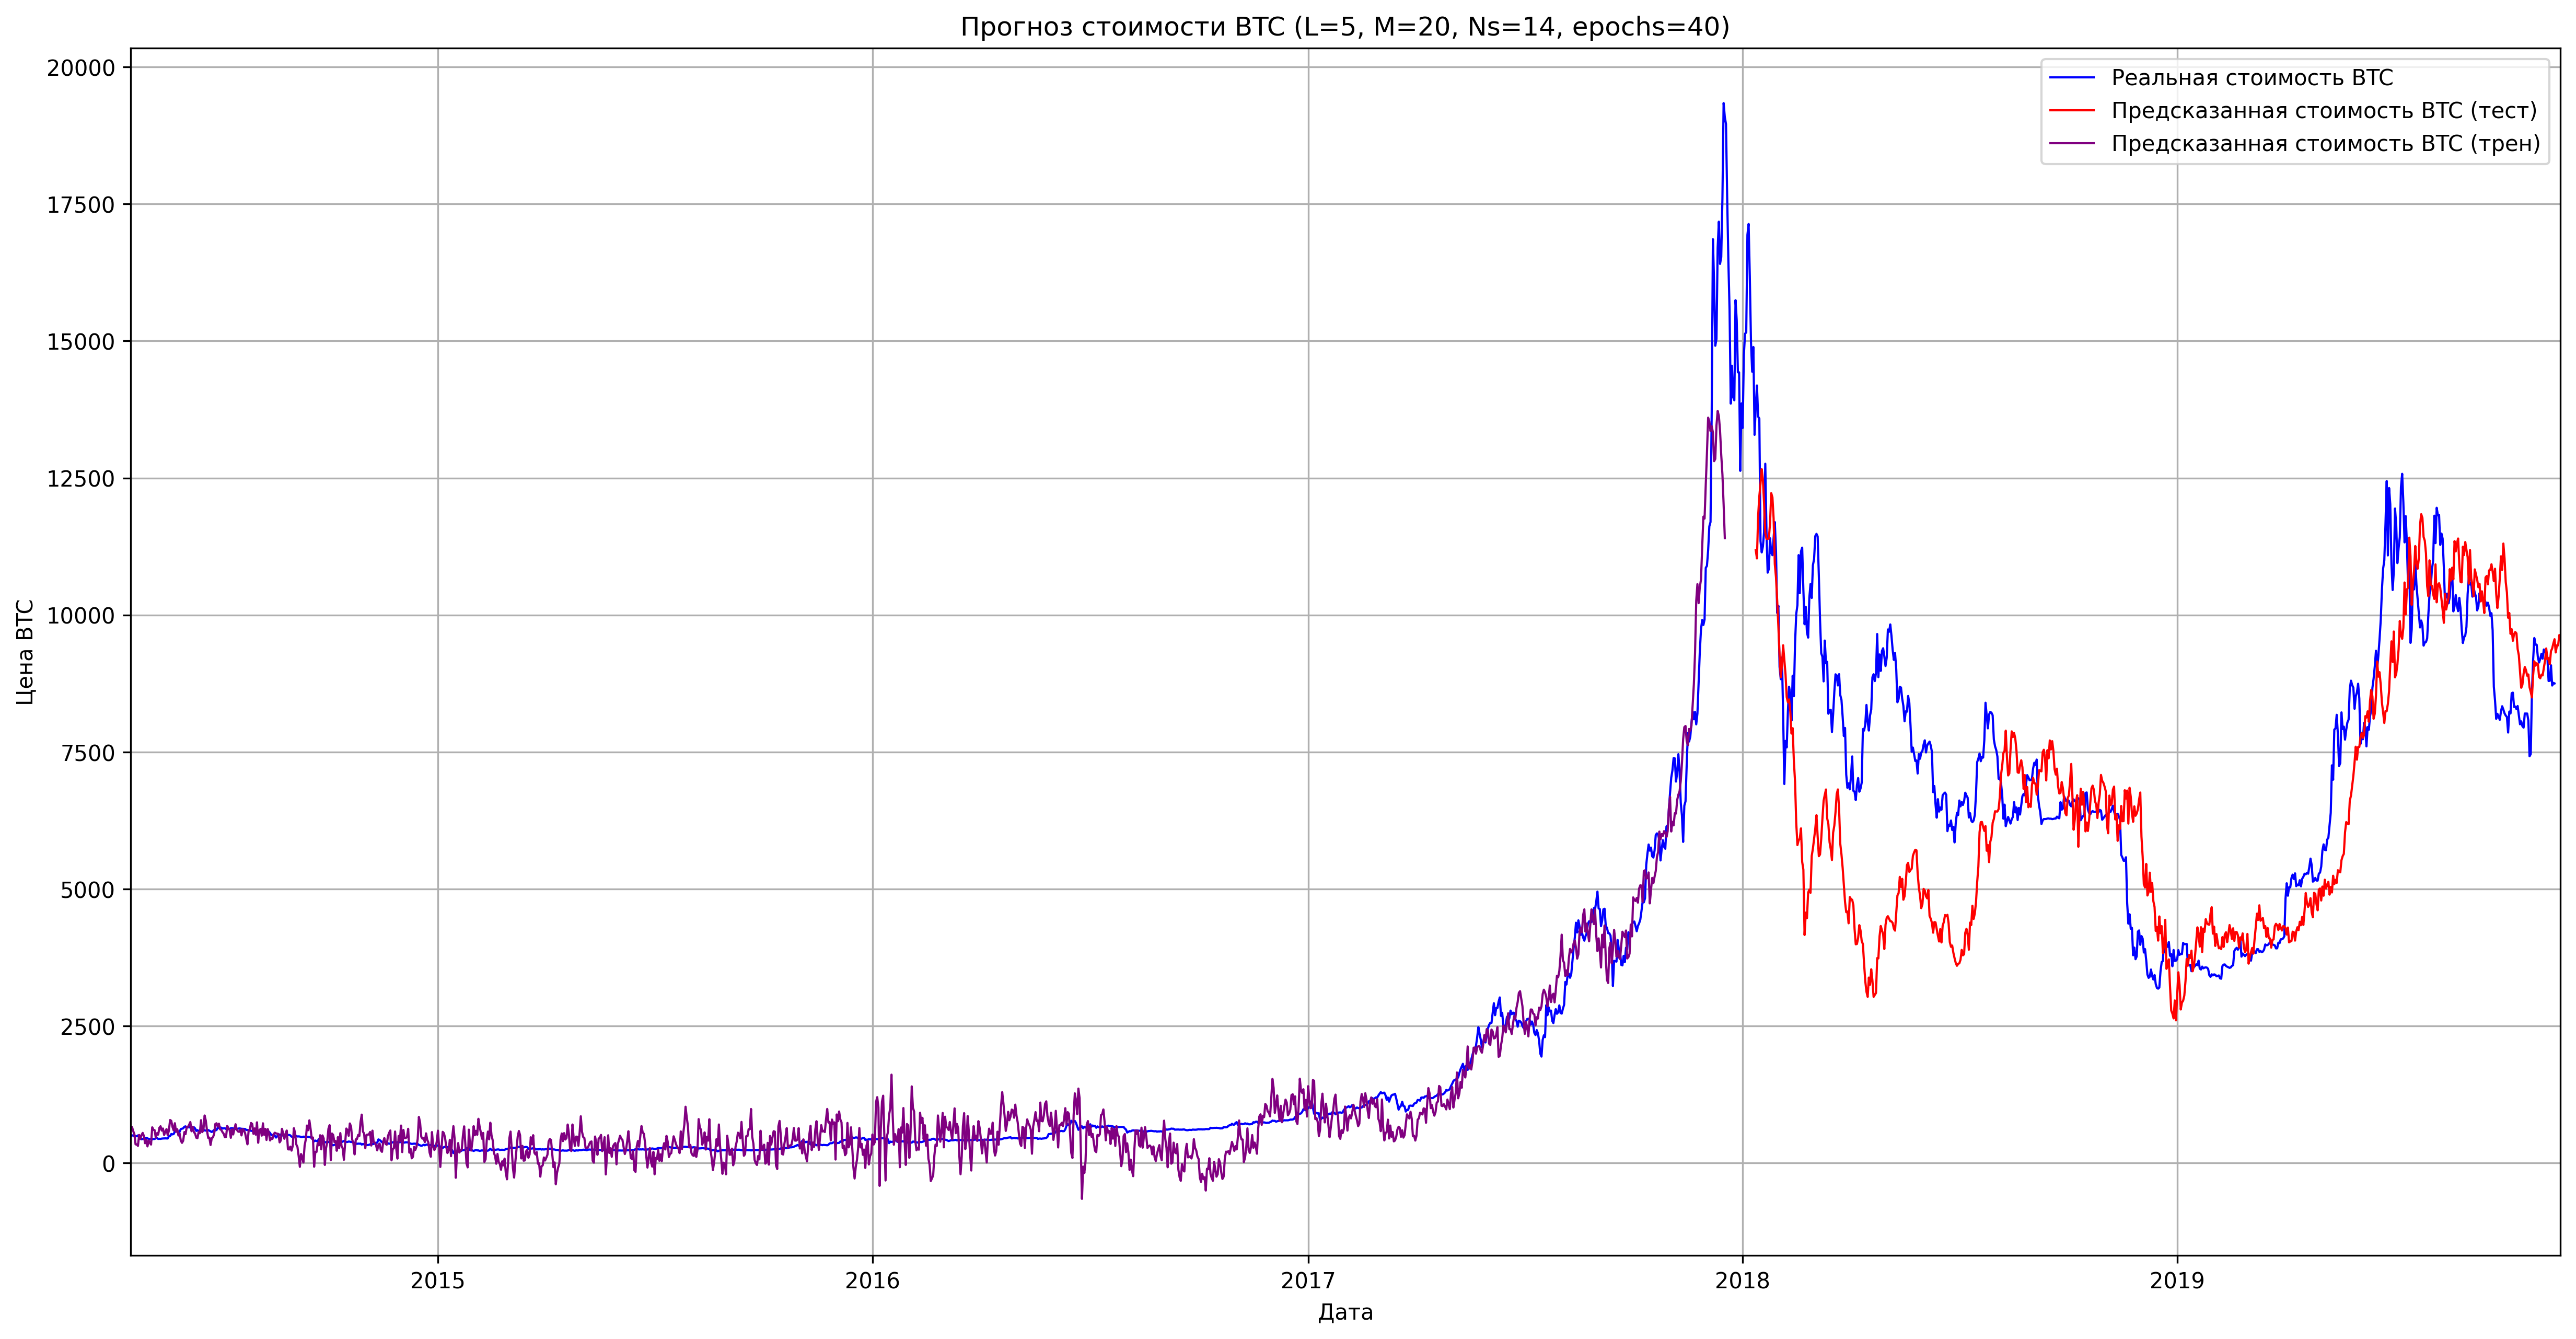 Прогноз стоимости BTC (L=5, M=20, Ns=14, epochs=40)
Реальная стоимость BTC
Предсказанная стоимость BTC (тест)
Предсказанная стоимость BTC (трен)
Цена BTC
20000
17500
15000
12500
10000
7500
5000
2500
0
2015 2016 2017 2018 2019
Дата